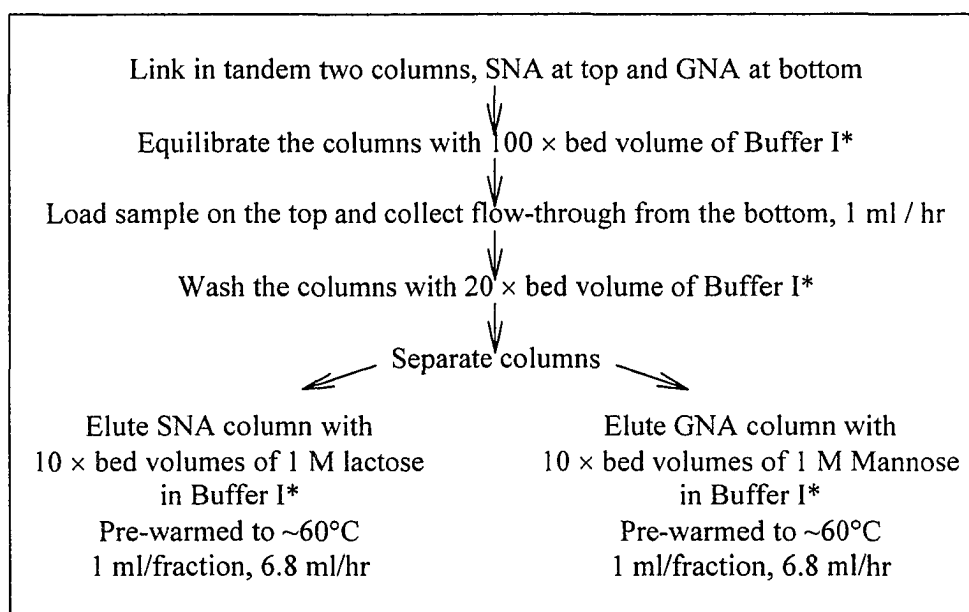 Link in tandem two columns, SNA at top and GNA at bottom
Equilibrate the columns with 100 × bed volume of Buffer I*
Load sample on the top and collect flow-through from the bottom, 1 ml / hr
Wash the columns with 20 × bed volume of Buffer I*
Separate columns
Elute SNA column with
10 × bed volumes of 1 M lactose
in Buffer I*
Pre-warmed to ~60°C
1 ml/fraction, 6.8 ml/hr
Elute GNA column with
10 × bed volumes of 1 M Mannose
in Buffer I*
Pre-warmed to ~60°C
1 ml/fraction, 6.8 ml/hr